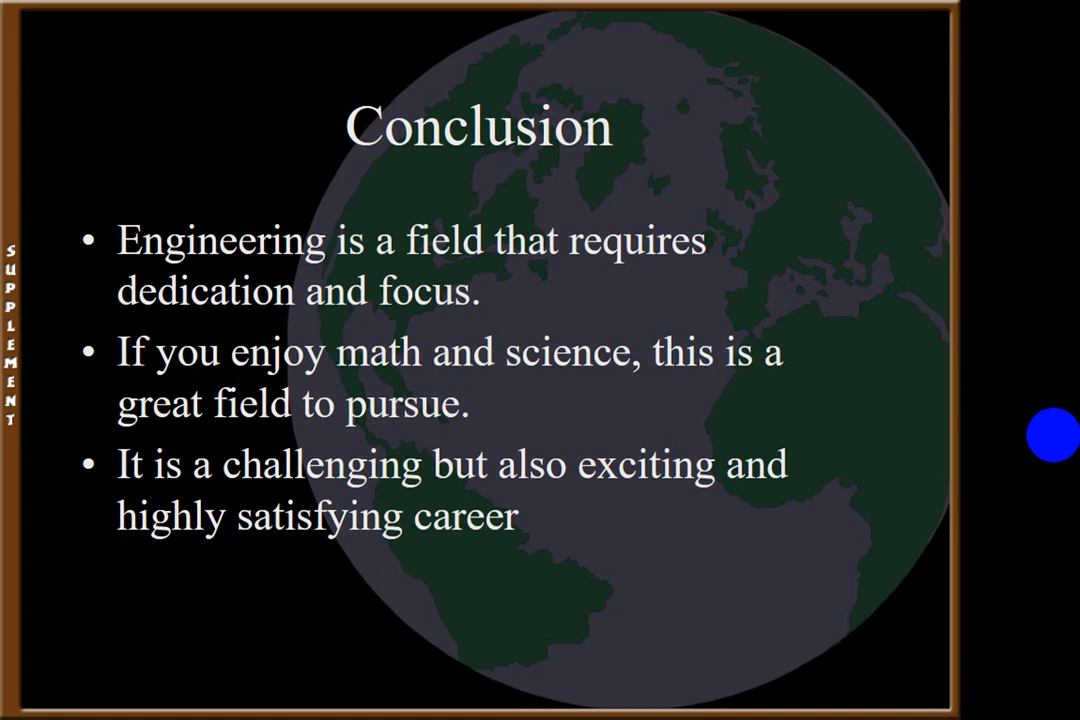 Conclusion
• Engineering is a field that requires
dedication and focus.
• If you enjoy math and science, this is a
great field to pursue.
• It is a challenging but also exciting and
highly satisfying career
SUPPLEMENT